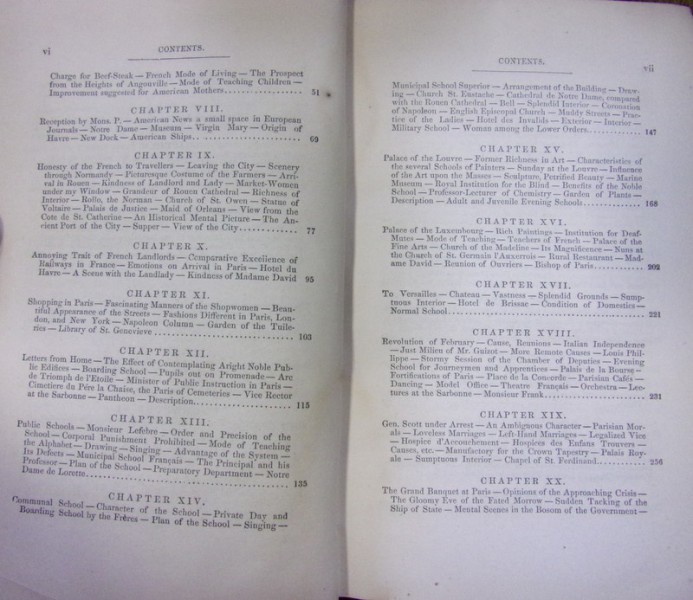 vi
CONTENTS.
Charge for Beef-Steak — French Mode of Living — The Prospect
from the Heights of Angonville — Mode of Teaching Children —
Improvement suggested for American Mothers.................. 51
CHAPTER VIII.
Reception by Mons. P. — American News a small space in European
Journals — Notre Dame — Museum — Virgin Mary — Origin of
Havre — New Dock — American Ships........................ 69
CHAPTER IX.
Honesty of the French to Travellers — Leaving the City — Scenery
through Normandy — Picturesque Costume of the Farmers — Arri-
val in Rouen — Kindness of Landlord and Lady — Market-Women
under my Window — Grandeur of Rouen Cathedral — Richness of
Interior — Rollo, the Norman — Church of St. Owen — Statue of
Voltaire — Palais de Justice — Maid of Orleans — View from the
Cote de St. Catherine — An Historical Mental Picture — The An-
cient Port of the City — Supper — View of the City............. 77
CHAPTER X.
Annoying Trait of French Landlords — Comparative Excellence of
Railways in France — Emotions on Arrival in Paris — Hotel du
Havre — A Scene with the Landlady — Kindness of Madame David 95
CHAPTER XI.
Shopping in Paris — Fascinating Manners of the Shopwomen — Beau-
tiful Appearance of the Streets — Fashions Different in Paris, Lon-
don, and New York — Napoleon Column — Garden of the Tuile-
ries — Library of St. Genevieve............................ 103
CHAPTER XII.
Letters from Home — The Effect of Contemplating Aright Noble Pub-
lic Edifices — Boarding School — Pupils out on Promenade — Arc
de Triomph de l'Etoile — Minister of Public Instruction in Paris —
Cimetiere du Pére la Chaise, the Paris of Cemeteries — Vice Rector
at the Sarbonne — Pantheon — Description.................... 115
CHAPTER XIII.
Public Schools — Monsieur Lefebre — Order and Precision of the
School — Corporal Punishment Prohibited — Mode of Teaching
the Alphabet — Drawing — Singing — Advantage of the System —
Its Defects — Municipal School Français — The Principal and his
Professor — Plan of the School — Preparatory Department — Notre
Dame de Lorette........................................ 135
CHAPTER XIV.
Communal School — Character of the School — Private Day and
Boarding School by the Frères — Plan of the School — Singing —
CONTENTS.
vii
Municipal School Superior — Arrangement of the Building — Draw-
ing — Church St. Eustache — Cathedral de Notre Dame, compared
with the Rouen Cathedral — Bell — Splendid Interior — Coronation
of Napoleon — English Episcopal Church — Muddy Streets — Prac-
tice of the Ladies — Hotel des Invalids — Exterior — Interior —
Military School — Woman among the Lower Orders............. 147
CHAPTER XV.
Palace of the Louvre — Former Richness in Art — Characteristics of
the several Schools of Painters — Sunday at the Louvre — Influence
of the Art upon the Masses — Sculpture, Petrified Beauty — Marine
Museum — Royal Institution for the Blind — Benefits of the Noble
School — Professor-Lecturer of Chemistry — Garden of Plants —
Description — Adult and Juvenile Evening Schools............. 168
CHAPTER XVI.
Palace of the Luxembourg — Rich Paintings — Institution for Deaf-
Mutes — Mode of Teaching — Teachers of French — Palace of the
Fine Arts — Church of the Madeline — Its Magnificence — Nuns at
the Church of St. Germain l'Auxerrois — Rural Restaurant — Mad-
ame David — Reunion of Ouvriers — Bishop of Paris............ 202
CHAPTER XVII.
To Versailles — Chateau — Vastness — Splendid Grounds — Sump-
tuous Interior — Hotel de Brissac — Condition of Domestics —
Normal School.......................................... 221
CHAPTER XVIII.
Revolution of February — Cause, Reunions — Italian Independence
— Just Milieu of Mr. Guizot — More Remote Causes — Louis Phil-
lippe — Stormy Session of the Chamber of Deputies — Evening
School for Journeymen and Apprentices — Palais de la Bourse —
Fortifications of Paris — Place de la Concorde — Parisian Cafés —
Dancing — Model Office — Theatre Français — Orchestra — Lec-
tures at the Sarbonne — Monsieur Frank...................... 231
CHAPTER XIX.
Gen. Scott under Arrest — An Ambiguous Character — Parisian Mor-
als — Loveless Marriages — Left-Hand Marriages — Legalized Vice
— Hospice d'Accouchement — Hospices des Enfans Trouvers —
Causes, etc. — Manufactory for the Crown Tapestry — Palais Roy-
ale — Sumptuous Interior — Chapel of St. Ferdinand............ 256
CHAPTER XX.
The Grand Banquet at Paris — Opinions of the Approaching Crisis —
The Gloomy Eve of the Fated Morrow — Sudden Tacking of the
Ship of State — Mental Scenes in the Bosom of the Government —